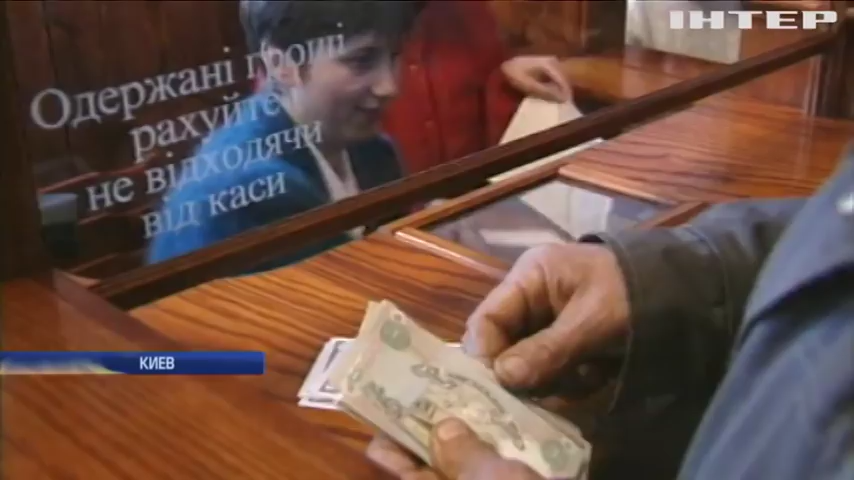 ІНТЕР
Одержані гроші
рахуйте
не відходячи
від каси
КИЕВ